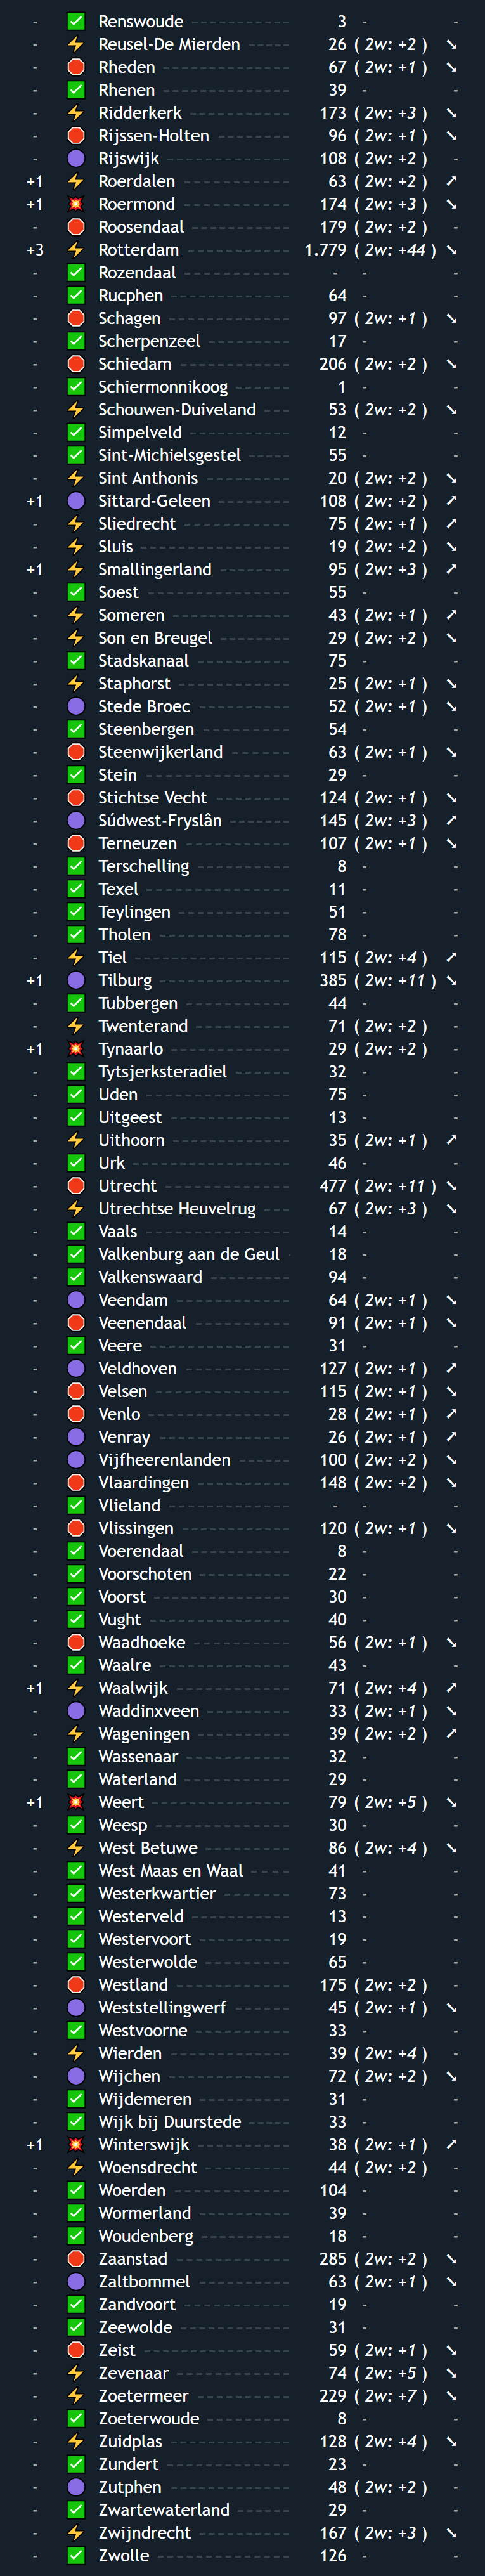 - ✅ Renswoude ---------- 3 - -
- ⚡ Reusel-De Mierden ---------- 26 ( 2w: +2 ) ➘
- 🛑 Rheden ---------- 67 ( 2w: +1 ) ➘
- ✅ Rhenen ---------- 39 - -
- ⚡ Ridderkerk ---------- 173 ( 2w: +3 ) ➘
- 🛑 Rijssen-Holten ---------- 96 ( 2w: +1 ) ➘
- 🟣 Rijswijk ---------- 108 ( 2w: +2 ) -
+1 ⚡ Roerdalen ---------- 63 ( 2w: +2 ) ➚
+1 💥 Roermond ---------- 174 ( 2w: +3 ) ➘
- 🛑 Roosendaal ---------- 179 ( 2w: +2 ) -
+3 ⚡ Rotterdam ---------- 1.779 ( 2w: +44 ) ➘
- ✅ Rozendaal ---------- - - -
- ✅ Rucphen ---------- 64 - -
- 🛑 Schagen ---------- 97 ( 2w: +1 ) ➘
- ✅ Scherpenzeel ---------- 17 - -
- 🛑 Schiedam ---------- 206 ( 2w: +2 ) ➘
- ✅ Schiermonnikoog ---------- 1 - -
- ⚡ Schouwen-Duiveland ---------- 53 ( 2w: +2 ) ➘
- ✅ Simpelveld ---------- 12 - -
- ✅ Sint-Michielsgestel ---------- 55 - -
- ⚡ Sint Anthonis ---------- 20 ( 2w: +2 ) ➘
+1 🟣 Sittard-Geleen ---------- 108 ( 2w: +2 ) ➚
- ⚡ Sliedrecht ---------- 75 ( 2w: +1 ) ➚
- ⚡ Sluis ---------- 19 ( 2w: +2 ) ➘
+1 ⚡ Smallingerland ---------- 95 ( 2w: +3 ) ➚
- ✅ Soest ---------- 55 - -
- ⚡ Someren ---------- 43 ( 2w: +1 ) ➚
- ⚡ Son en Breugel ---------- 29 ( 2w: +2 ) ➘
- ✅ Stadskanaal ---------- 75 - -
- ⚡ Staphorst ---------- 25 ( 2w: +1 ) ➘
- 🟣 Stede Broec ---------- 52 ( 2w: +1 ) ➘
- ✅ Steenbergen ---------- 54 - -
- 🛑 Steenwijkerland ---------- 63 ( 2w: +1 ) ➘
- ✅ Stein ---------- 29 - -
- 🛑 Stichtse Vecht ---------- 124 ( 2w: +1 ) ➘
- 🟣 Súdwest-Fryslân ---------- 145 ( 2w: +3 ) ➚
- 🛑 Terneuzen ---------- 107 ( 2w: +1 ) ➘
- ✅ Terschelling ---------- 8 - -
- ✅ Texel ---------- 11 - -
- ✅ Teylingen ---------- 51 - -
- ✅ Tholen ---------- 78 - -
- ⚡ Tiel ---------- 115 ( 2w: +4 ) ➚
+1 🟣 Tilburg ---------- 385 ( 2w: +11 ) ➘
- ✅ Tubbergen ---------- 44 - -
- ⚡ Twenterand ---------- 71 ( 2w: +2 ) -
+1 💥 Tynaarlo ---------- 29 ( 2w: +2 ) -
- ✅ Tytsjerksteradiel ---------- 32 - -
- ✅ Uden ---------- 75 - -
- ✅ Uitgeest ---------- 13 - -
- ⚡ Uithoorn ---------- 35 ( 2w: +1 ) ➚
- ✅ Urk ---------- 46 - -
- 🛑 Utrecht ---------- 477 ( 2w: +11 ) ➘
- ⚡ Utrechtse Heuvelrug ---------- 67 ( 2w: +3 ) ➘
- ✅ Vaals ---------- 14 - -
- ✅ Valkenburg aan de Geul 18 - -
- ✅ Valkenswaard ---------- 94 - -
- 🟣 Veendam ---------- 64 ( 2w: +1 ) ➘
- 🛑 Veenendaal ---------- 91 ( 2w: +1 ) ➘
- ✅ Veere ---------- 31 - -
- 🟣 Veldhoven ---------- 127 ( 2w: +1 ) ➚
- 🛑 Velsen ---------- 115 ( 2w: +1 ) ➘
- 🛑 Venlo ---------- 28 ( 2w: +1 ) ➚
- 🟣 Venray ---------- 26 ( 2w: +1 ) ➚
- 🟣 Vijfheerenlanden ---------- 100 ( 2w: +2 ) ➘
- 🛑 Vlaardingen ---------- 148 ( 2w: +2 ) ➘
- ✅ Vlieland ---------- - - -
- 🛑 Vlissingen ---------- 120 ( 2w: +1 ) ➘
- ✅ Voerendaal ---------- 8 - -
- ✅ Voorschoten ---------- 22 - -
- ✅ Voorst ---------- 30 - -
- ✅ Vught ---------- 40 - -
- 🛑 Waadhoeke ---------- 56 ( 2w: +1 ) ➘
- ✅ Waalre ---------- 43 - -
+1 ⚡ Waalwijk ---------- 71 ( 2w: +4 ) ➚
- 🟣 Waddinxveen ---------- 33 ( 2w: +1 ) ➘
- ⚡ Wageningen ---------- 39 ( 2w: +2 ) ➚
- ✅ Wassenaar ---------- 32 - -
- ✅ Waterland ---------- 29 - -
+1 💥 Weert ---------- 79 ( 2w: +5 ) ➘
- ✅ Weesp ---------- 30 - -
- ⚡ West Betuwe ---------- 86 ( 2w: +4 ) ➘
- ✅ West Maas en Waal ---------- 41 - -
- ✅ Westerkwartier ---------- 73 - -
- ✅ Westerveld ---------- 13 - -
- ✅ Westervoort ---------- 19 - -
- ✅ Westerwolde ---------- 65 - -
- 🛑 Westland ---------- 175 ( 2w: +2 ) -
- 🟣 Weststellingwerf ---------- 45 ( 2w: +1 ) ➘
- ✅ Westvoorne ---------- 33 - -
- ⚡ Wierden ---------- 39 ( 2w: +4 ) -
- 🟣 Wijchen ---------- 72 ( 2w: +2 ) ➘
- ✅ Wijdemeren ---------- 31 - -
- ✅ Wijk bij Duurstede ---------- 33 - -
+1 💥 Winterswijk ---------- 38 ( 2w: +1 ) ➚
- ⚡ Woensdrecht ---------- 44 ( 2w: +2 ) -
- ✅ Woerden ---------- 104 - -
- ✅ Wormerland ---------- 39 - -
- ✅ Woudenberg ---------- 18 - -
- 🛑 Zaanstad ---------- 285 ( 2w: +2 ) ➘
- 🟣 Zaltbommel ---------- 63 ( 2w: +1 ) ➘
- ✅ Zandvoort ---------- 19 - -
- ✅ Zeewolde ---------- 31 - -
- 🛑 Zeist ---------- 59 ( 2w: +1 ) ➘
- ⚡ Zevenaar ---------- 74 ( 2w: +5 ) ➘
- ⚡ Zoetermeer ---------- 229 ( 2w: +7 ) ➘
- ✅ Zoeterwoude ---------- 8 - -
- ⚡ Zuidplas ---------- 128 ( 2w: +4 ) ➘
- ✅ Zundert ---------- 23 - -
- 🟣 Zutphen ---------- 48 ( 2w: +2 ) -
- ✅ Zwartewaterland ---------- 29 - -
- ⚡ Zwijndrecht ---------- 167 ( 2w: +3 ) ➘
- ✅ Zwolle ---------- 126 - -